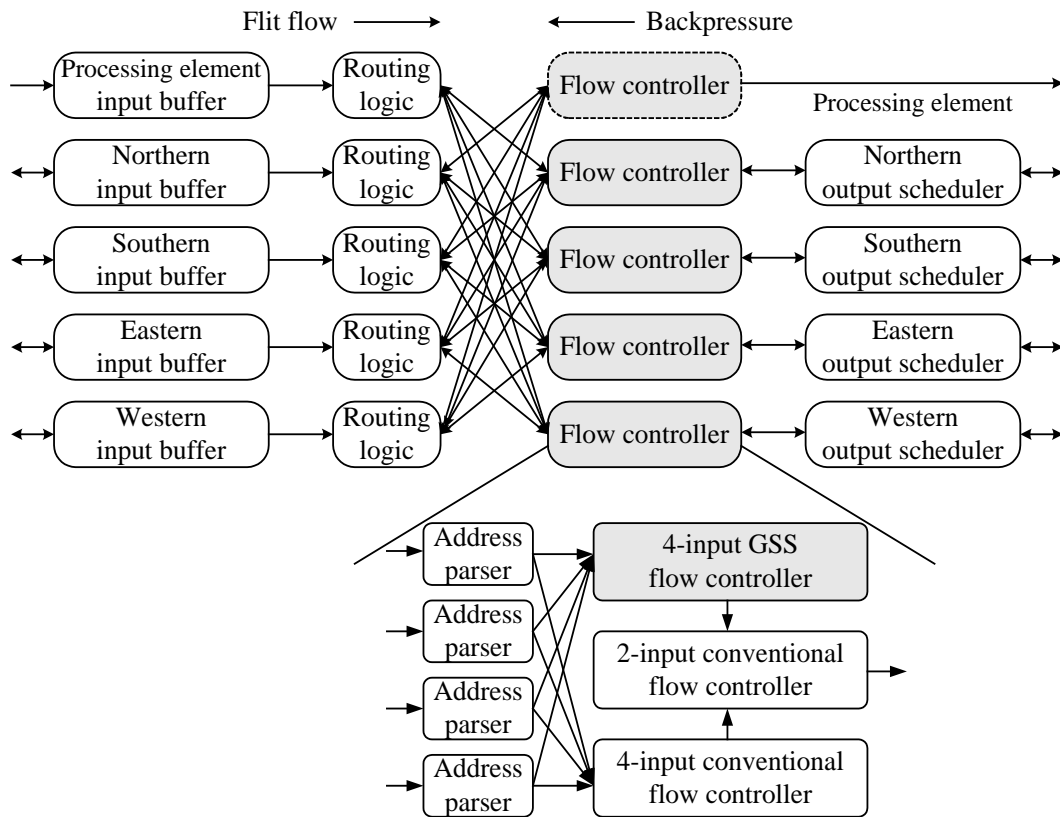 Flit flow
Backpressure
Processing element
input buffer
Routing
logic
Flow controller
Processing element
Northern
input buffer
Routing
logic
Flow controller
Northern
output scheduler
Southern
input buffer
Routing
logic
Flow controller
Southern
output scheduler
Eastern
input buffer
Routing
logic
Flow controller
Eastern
output scheduler
Western
input buffer
Routing
logic
Flow controller
Western
output scheduler
Address
parser
4-input GSS
flow controller
Address
parser
2-input conventional
flow controller
Address
parser
Address
parser
4-input conventional
flow controller